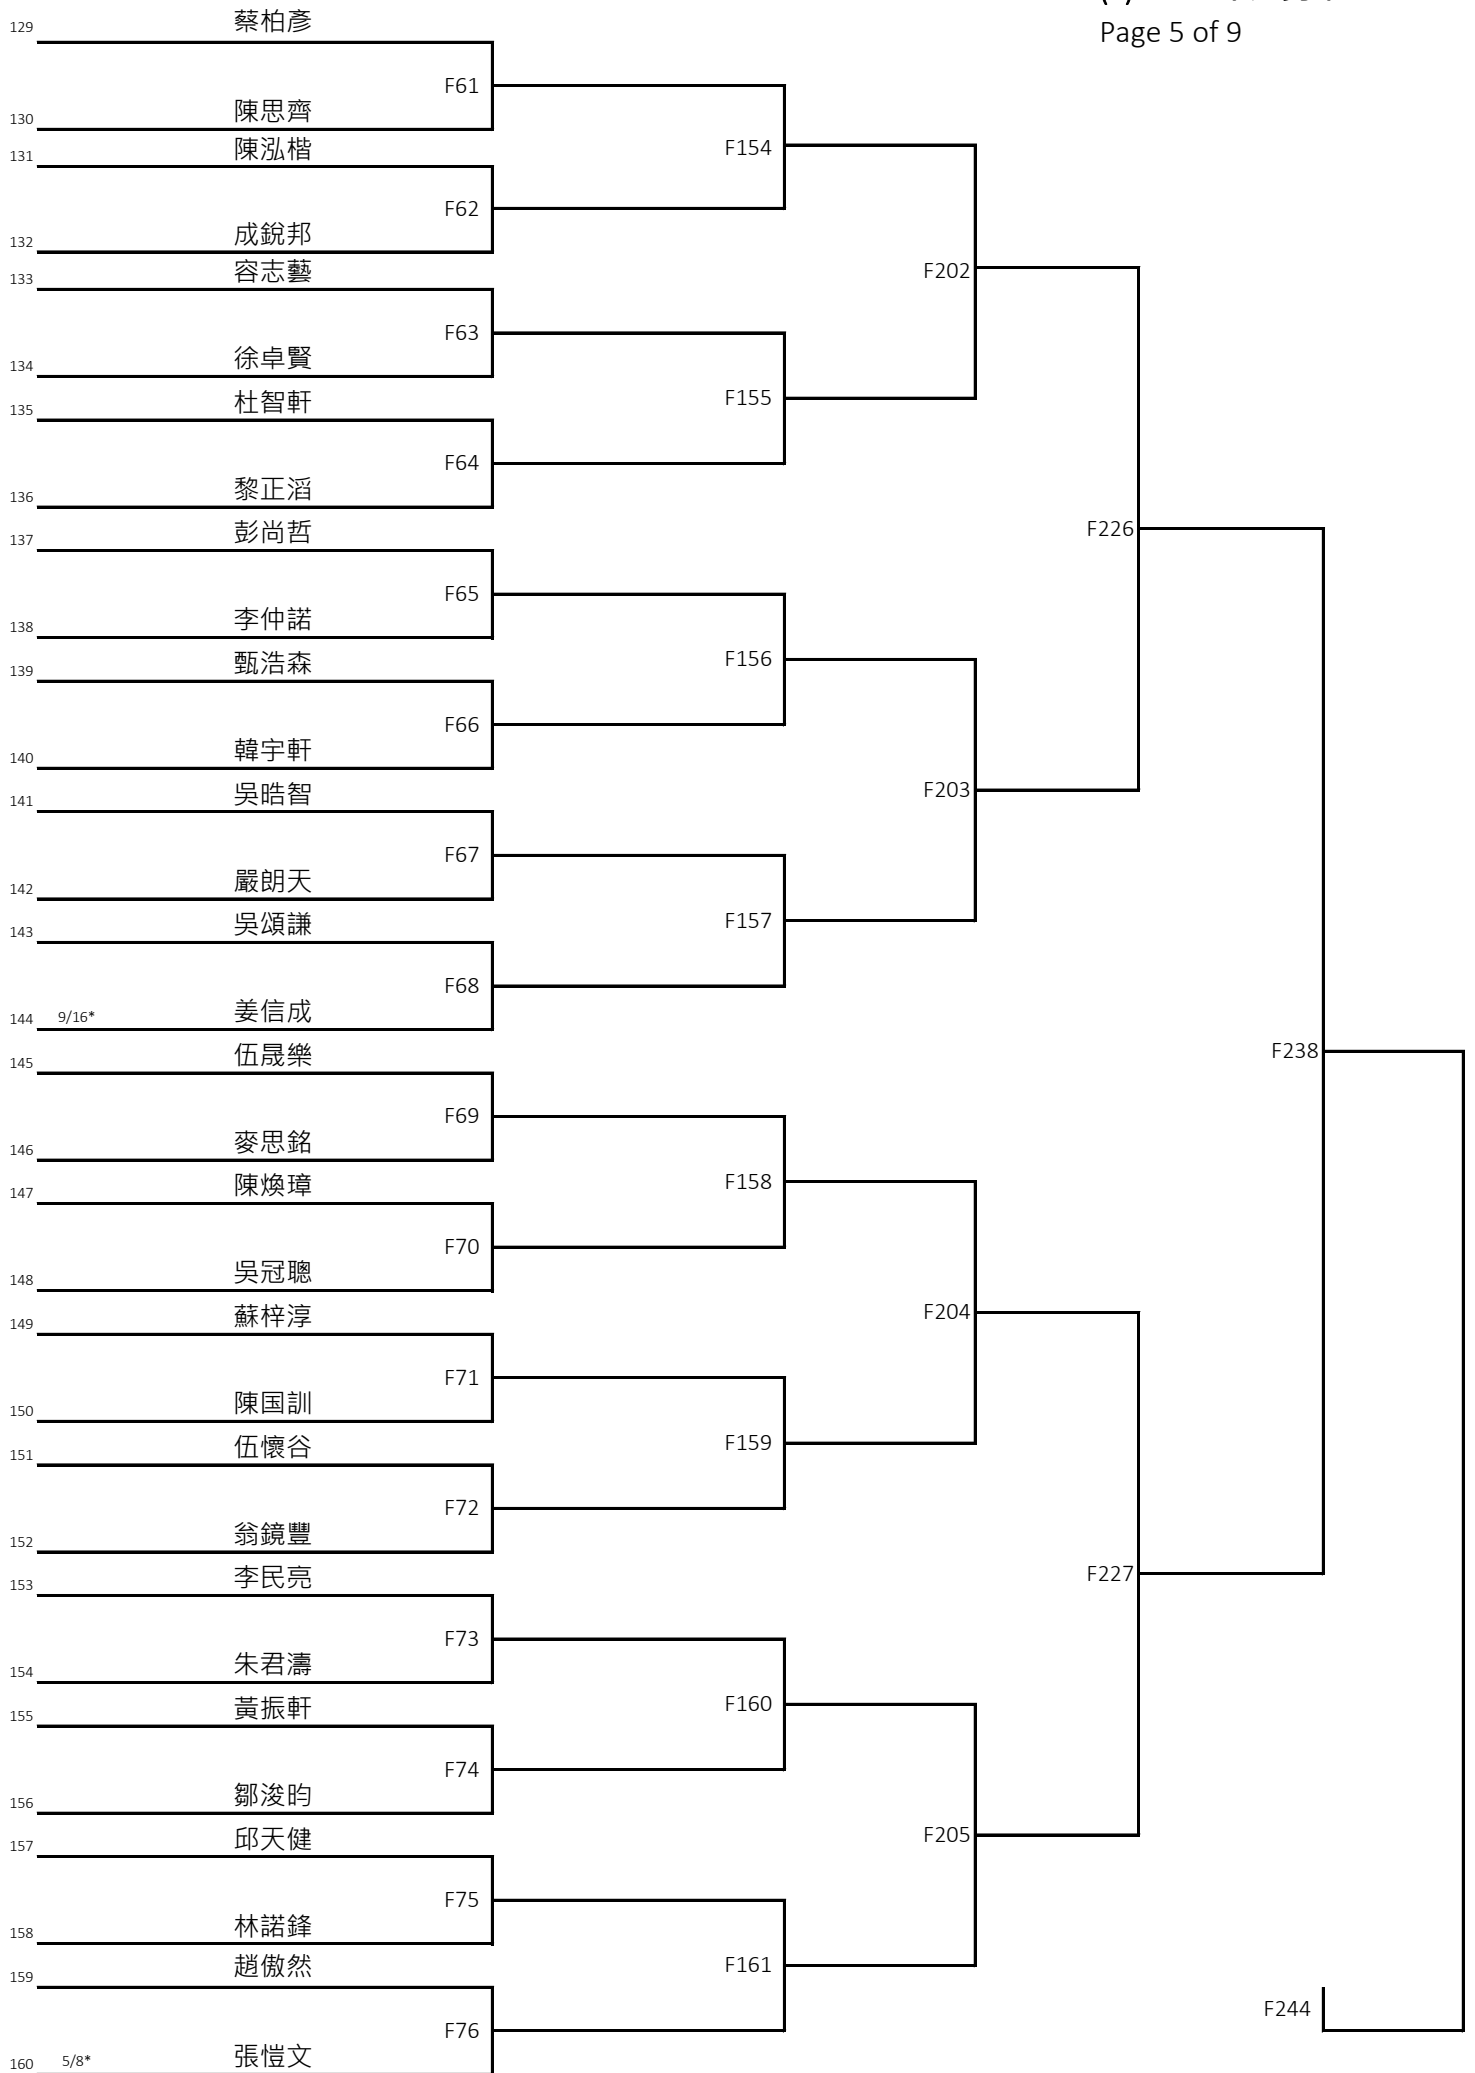 Page 5 of 9
129 蔡柏彥
F61
130 陳思齊
131 陳泓楷
F154
F62
132 成銳邦
133 容志藝
F202
F63
134 徐卓賢
135 杜智軒
F155
F64
136 黎正滔
137 彭尚哲
F226
F65
138 李仲諾
139 甄浩森
F156
F66
140 韓宇軒
141 吳晧智
F203
F67
142 嚴朗天
143 吳頌謙
F157
F68
144 9/16* 姜信成
145 伍晟樂
F238
F69
146 麥思銘
147 陳煥璋
F158
F70
148 吳冠聰
149 蘇梓淳
F204
F71
150 陳国訓
151 伍懷谷
F159
F72
152 翁鏡豐
153 李民亮
F227
F73
154 朱君濤
155 黃振軒
F160
F74
156 鄒浚昀
157 邱天健
F205
F75
158 林諾鋒
159 趙傲然
F161
F244
F76
160 5/8* 張愷文